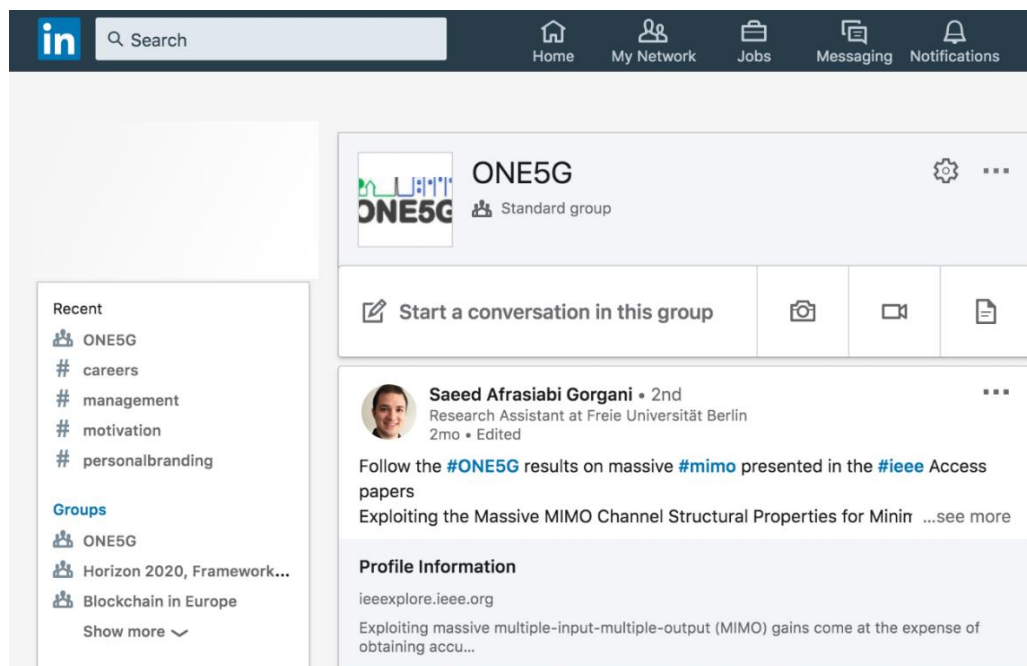 in Search
Home My Network Jobs Messaging Notifications
ONE5G
ONE5G
Standard group
Start a conversation in this group
Recent
ONE5G
# careers
# management
# motivation
# personalbranding
Groups
ONE5G
Horizon 2020, Framework...
Blockchain in Europe
Show more
Saeed Afrasiabi Gorgani • 2nd
Research Assistant at Freie Universität Berlin
2mo • Edited
Follow the #ONE5G results on massive #mimo presented in the #ieee Access
papers
Exploiting the Massive MIMO Channel Structural Properties for ...see more
Profile Information
ieeexplore.ieee.org
Exploiting massive multiple-input-multiple-output (MIMO) gains come at the expense of
obtaining accu...